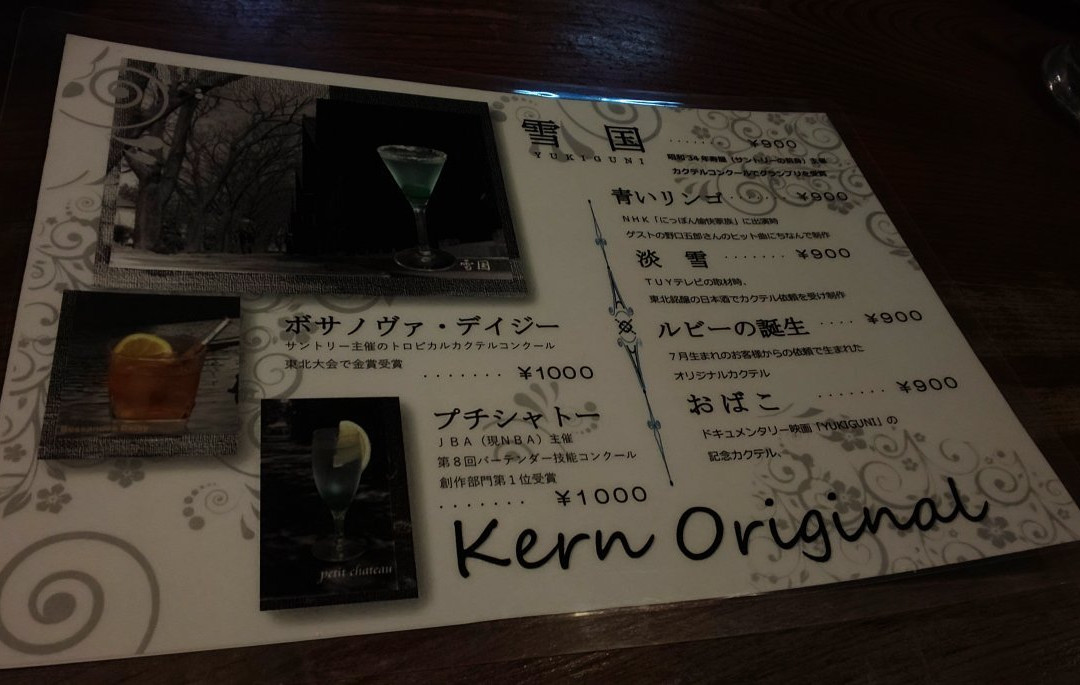 雪国 ‥‥‥ ¥900
YUKIGUNI
昭和34年寿屋(サントリーの前身)主催
カクテルコンクールでグランプリを受賞
青いリンゴ ‥‥ ¥900
NHK「にっぽん愉快家族」に出演時
ゲストの野口五郎さんのヒット曲にちなんで制作
淡雪 ‥‥‥‥ ¥900
TUYテレビの取材時、
東北銘醸の日本酒でカクテル依頼を受け制作
ルビーの誕生 ‥‥ ¥900
7月生まれのお客様からの依頼で生まれた
オリジナルカクテル
おばこ ‥‥‥‥ ¥900
ドキュメンタリー映画「YUKIGUNI」の
記念カクテル、
雪国
ボサノヴァ・デイジー
サントリー主催のトロピカルカクテルコンクール
東北大会で金賞受賞
‥‥‥‥ ¥1000
プチシャトー
JBA(現NBA)主催
第8回バーテンダー技能コンクール
創作部門第1位受賞
‥‥‥‥ ¥1000
petit chateau
Kern Original